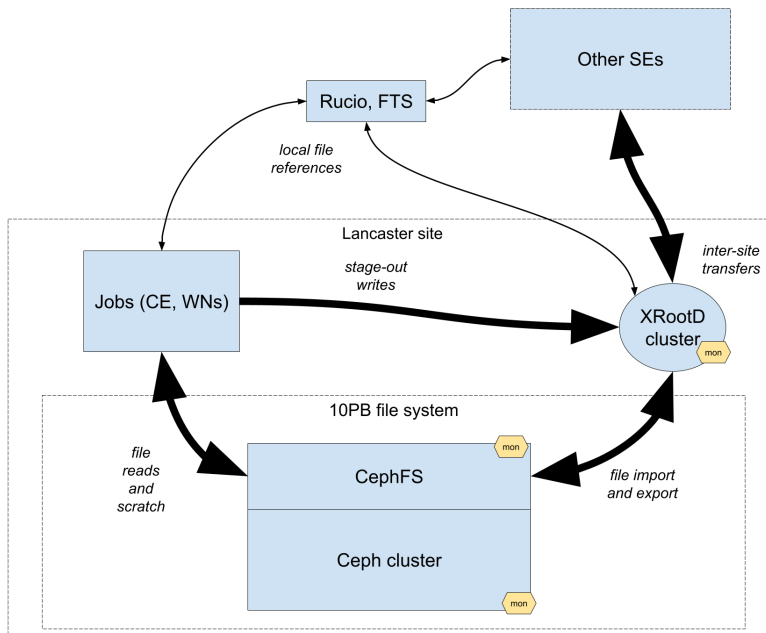 Other SEs
Rucio, FTS
local file
references
Lancaster site
stage-out
writes
inter-site
transfers
Jobs (CE, WNs)
XRootD
cluster
mon
10PB file system
file
reads
and
scratch
mon
CephFS
file import
and export
Ceph cluster
mon